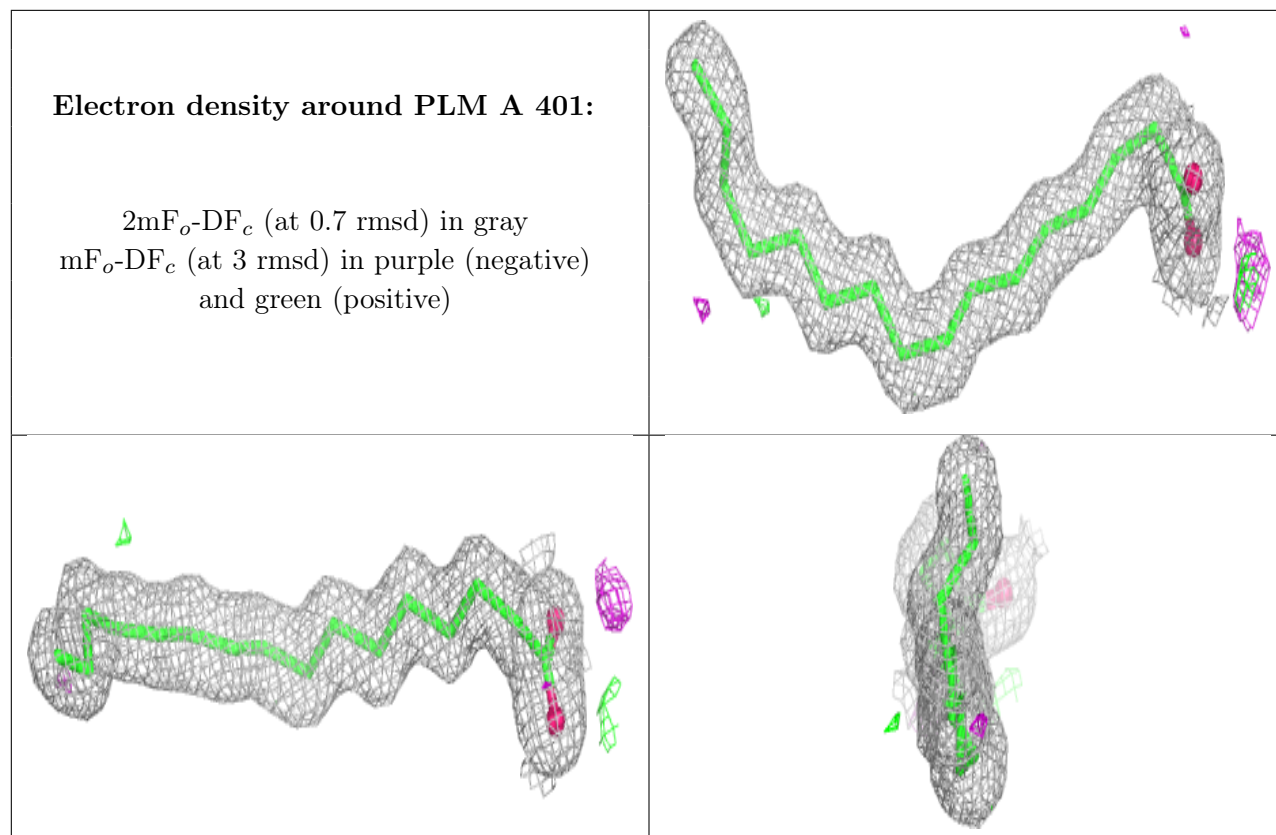 Electron density around PLM A 401:
2mFo-DFc (at 0.7 rmsd) in gray
mFo-DFc (at 3 rmsd) in purple (negative)
and green (positive)